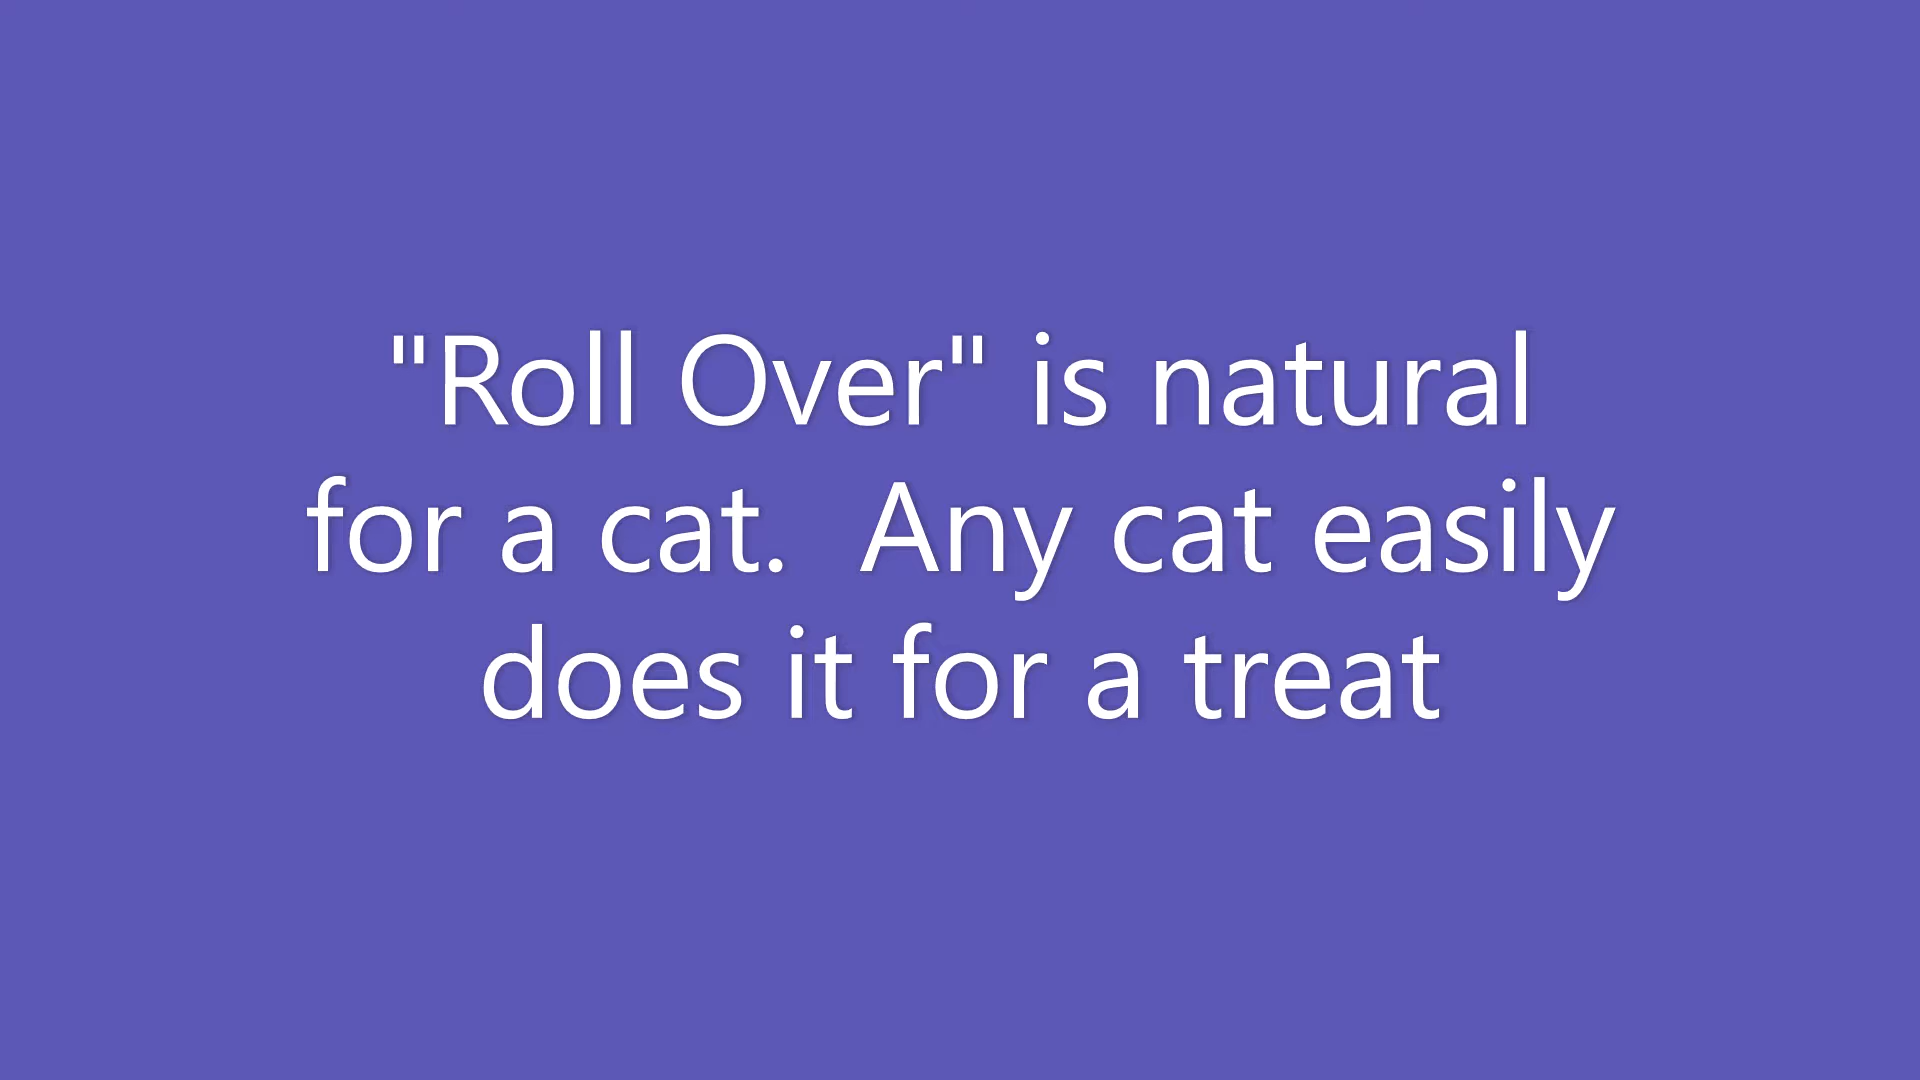 "Roll Over" is natural
for a cat.  Any cat easily
does it for a treat